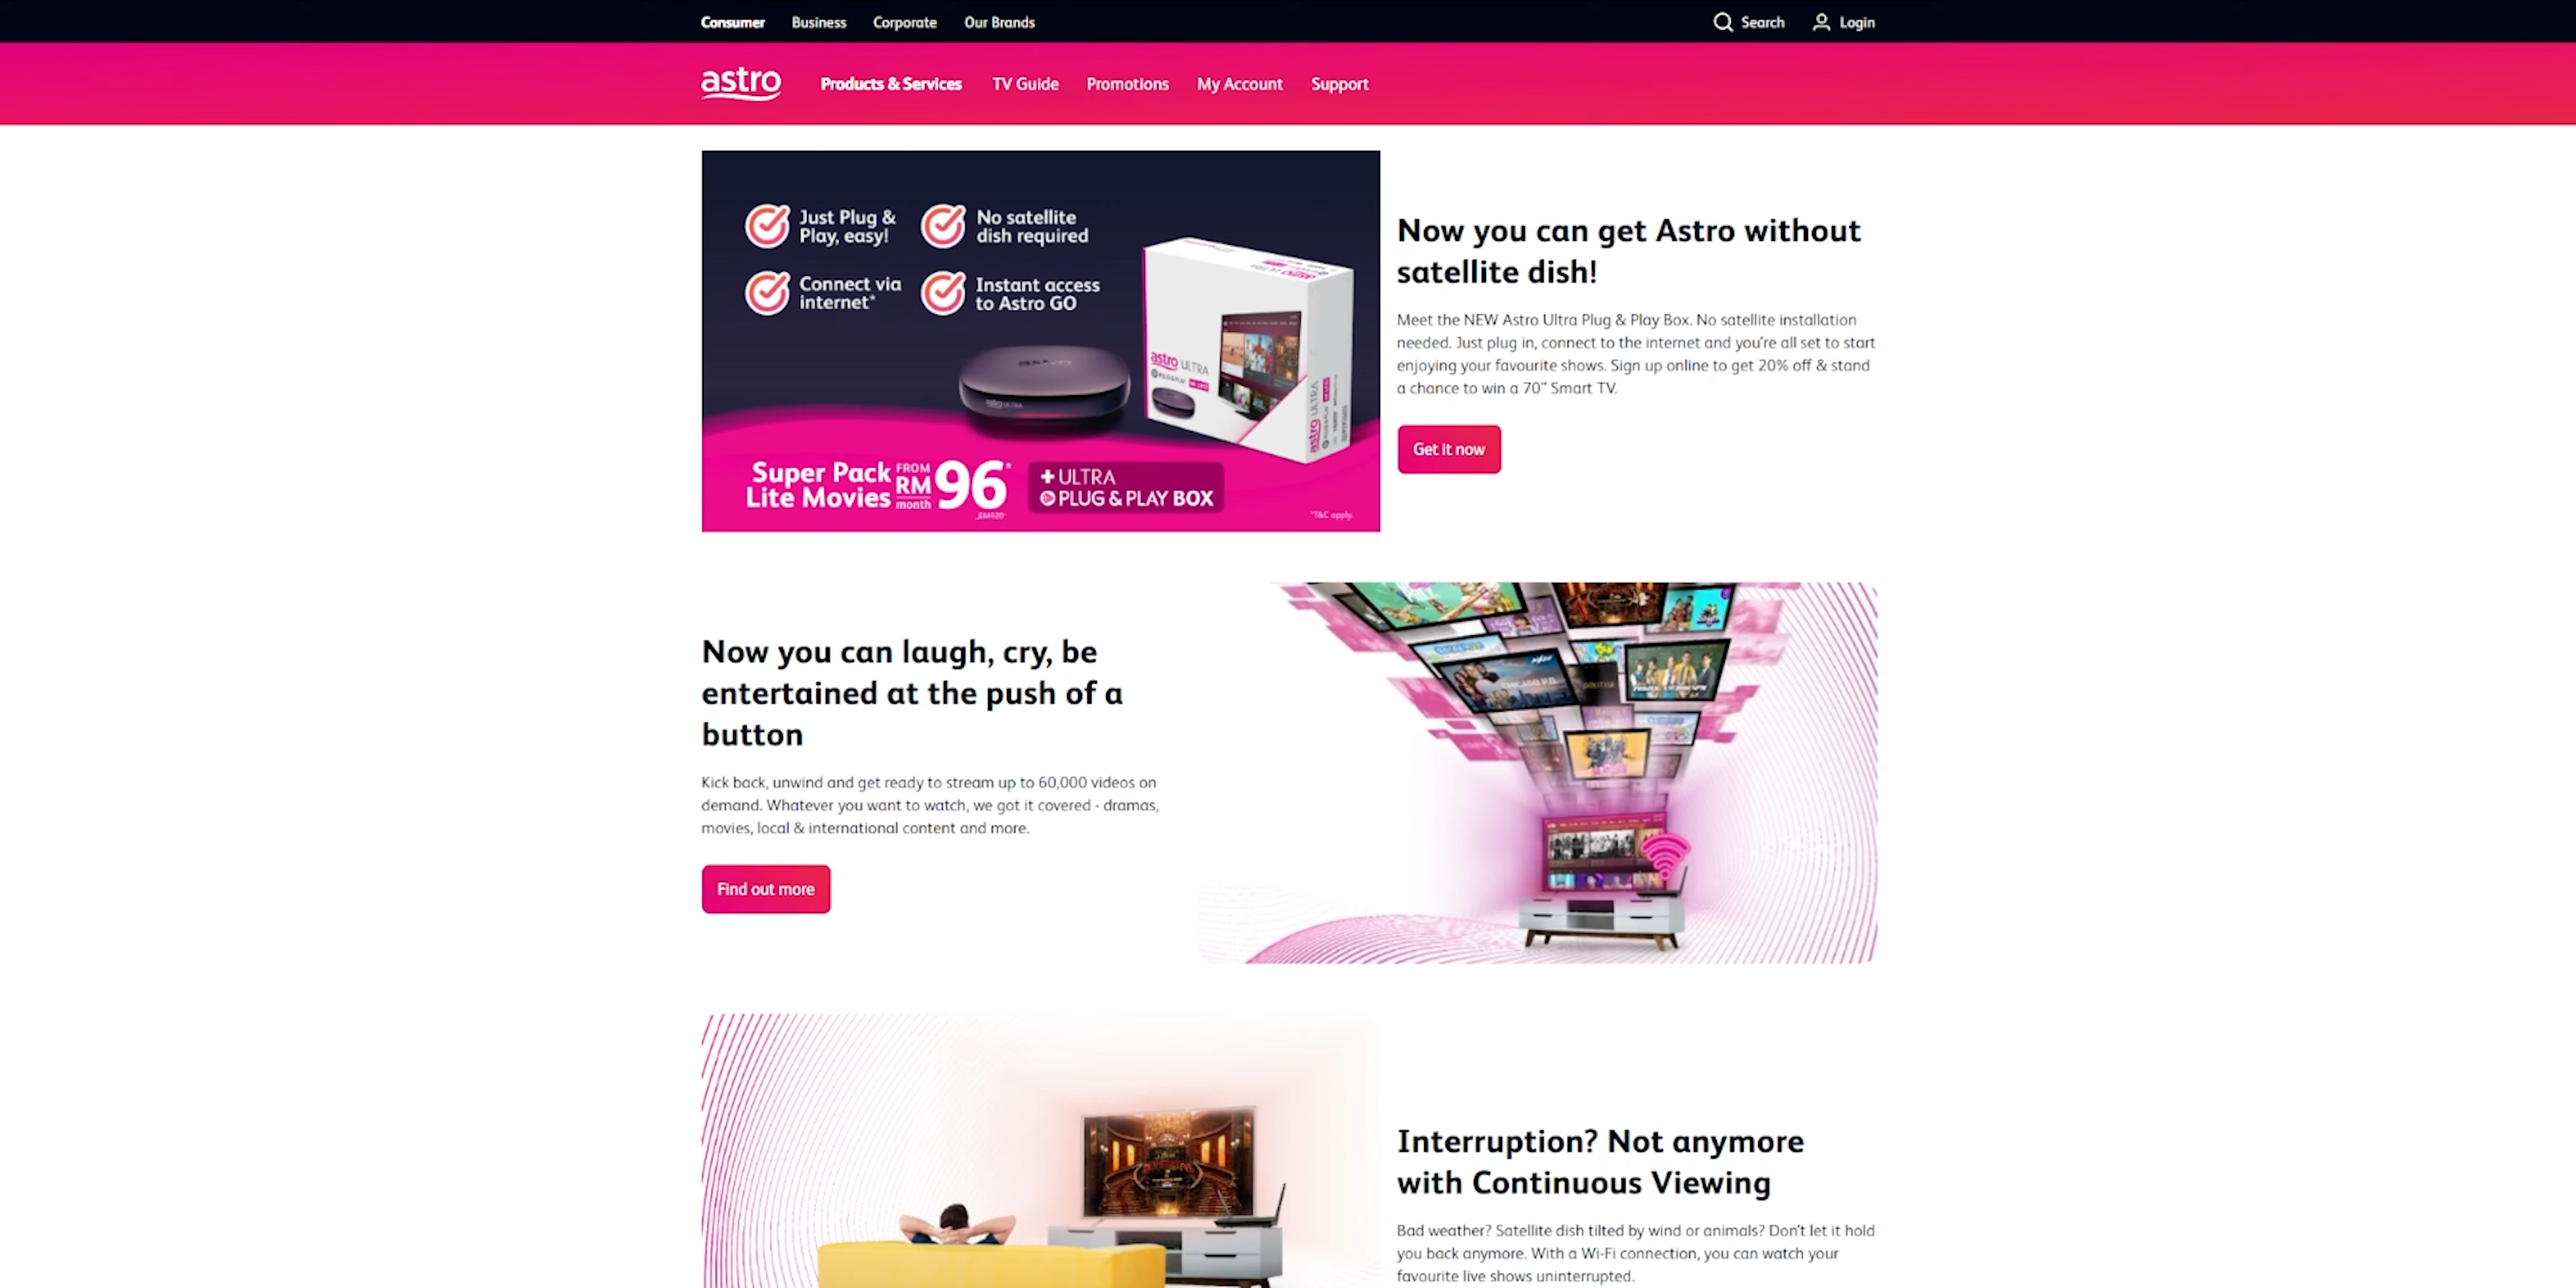 Consumer Business Corporate Our Brands Search Login
astro Products & Services TV Guide Promotions My Account Support
Just Plug &
Play, easy!
No satellite
dish required
Connect via
internet*
Instant access
to Astro GO
astro ULTRA
astro ULTRA
Super Pack
Lite Movies
FROM
RM
month
96*
RM120
+ ULTRA
PLUG & PLAY BOX
*T&C apply.
Now you can get Astro without
satellite dish!
Meet the NEW Astro Ultra Plug & Play Box. No satellite installation
needed. Just plug in, connect to the internet and you're all set to start
enjoying your favourite shows. Sign up online to get 20% off & stand
a chance to win a 70" Smart TV.
Get it now
Now you can laugh, cry, be
entertained at the push of a
button
Kick back, unwind and get ready to stream up to 60,000 videos on
demand. Whatever you want to watch, we got it covered - dramas,
movies, local & international content and more.
Find out more
CHICAGO P.D.
Interruption? Not anymore
with Continuous Viewing
Bad weather? Satellite dish tilted by wind or animals? Don't let it hold
you back anymore. With a Wi-Fi connection, you can watch your
favourite live shows uninterrupted.